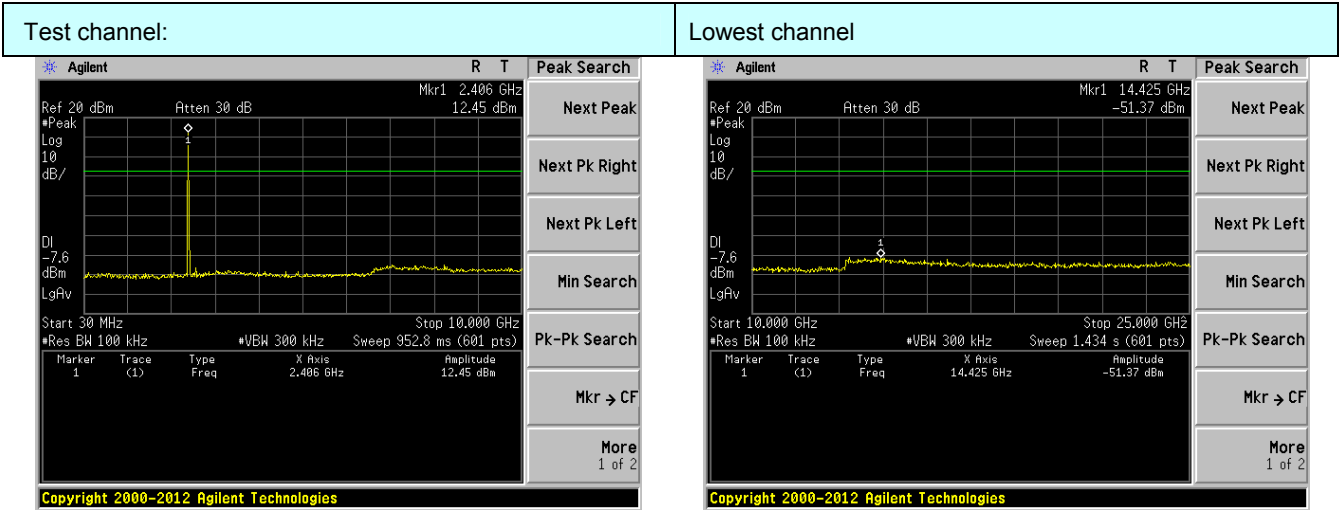 Test channel: Lowest channel
Agilent R T Peak Search
Mkr1 2.406 GHz
Ref 20 dBm Atten 30 dB 12.45 dBm
#Peak
Log
10
dB/
1
DI
-7.6
dBm
LgAv
Start 30 MHz Stop 10.000 GHz
#Res BW 100 kHz #VBW 300 kHz Sweep 952.8 ms (601 pts)
Marker Trace Type X Axis Amplitude
1 (1) Freq 2.406 GHz 12.45 dBm
Next Peak
Next Pk Right
Next Pk Left
Min Search
Pk-Pk Search
Mkr → CF
More
1 of 2
Copyright 2000-2012 Agilent Technologies
Agilent R T Peak Search
Mkr1 14.425 GHz
Ref 20 dBm Atten 30 dB -51.37 dBm
#Peak
Log
10
dB/
1
DI
-7.6
dBm
LgAv
Start 10.000 GHz Stop 25.000 GHz
#Res BW 100 kHz #VBW 300 kHz Sweep 1.434 s (601 pts)
Marker Trace Type X Axis Amplitude
1 (1) Freq 14.425 GHz -51.37 dBm
Next Peak
Next Pk Right
Next Pk Left
Min Search
Pk-Pk Search
Mkr → CF
More
1 of 2
Copyright 2000-2012 Agilent Technologies